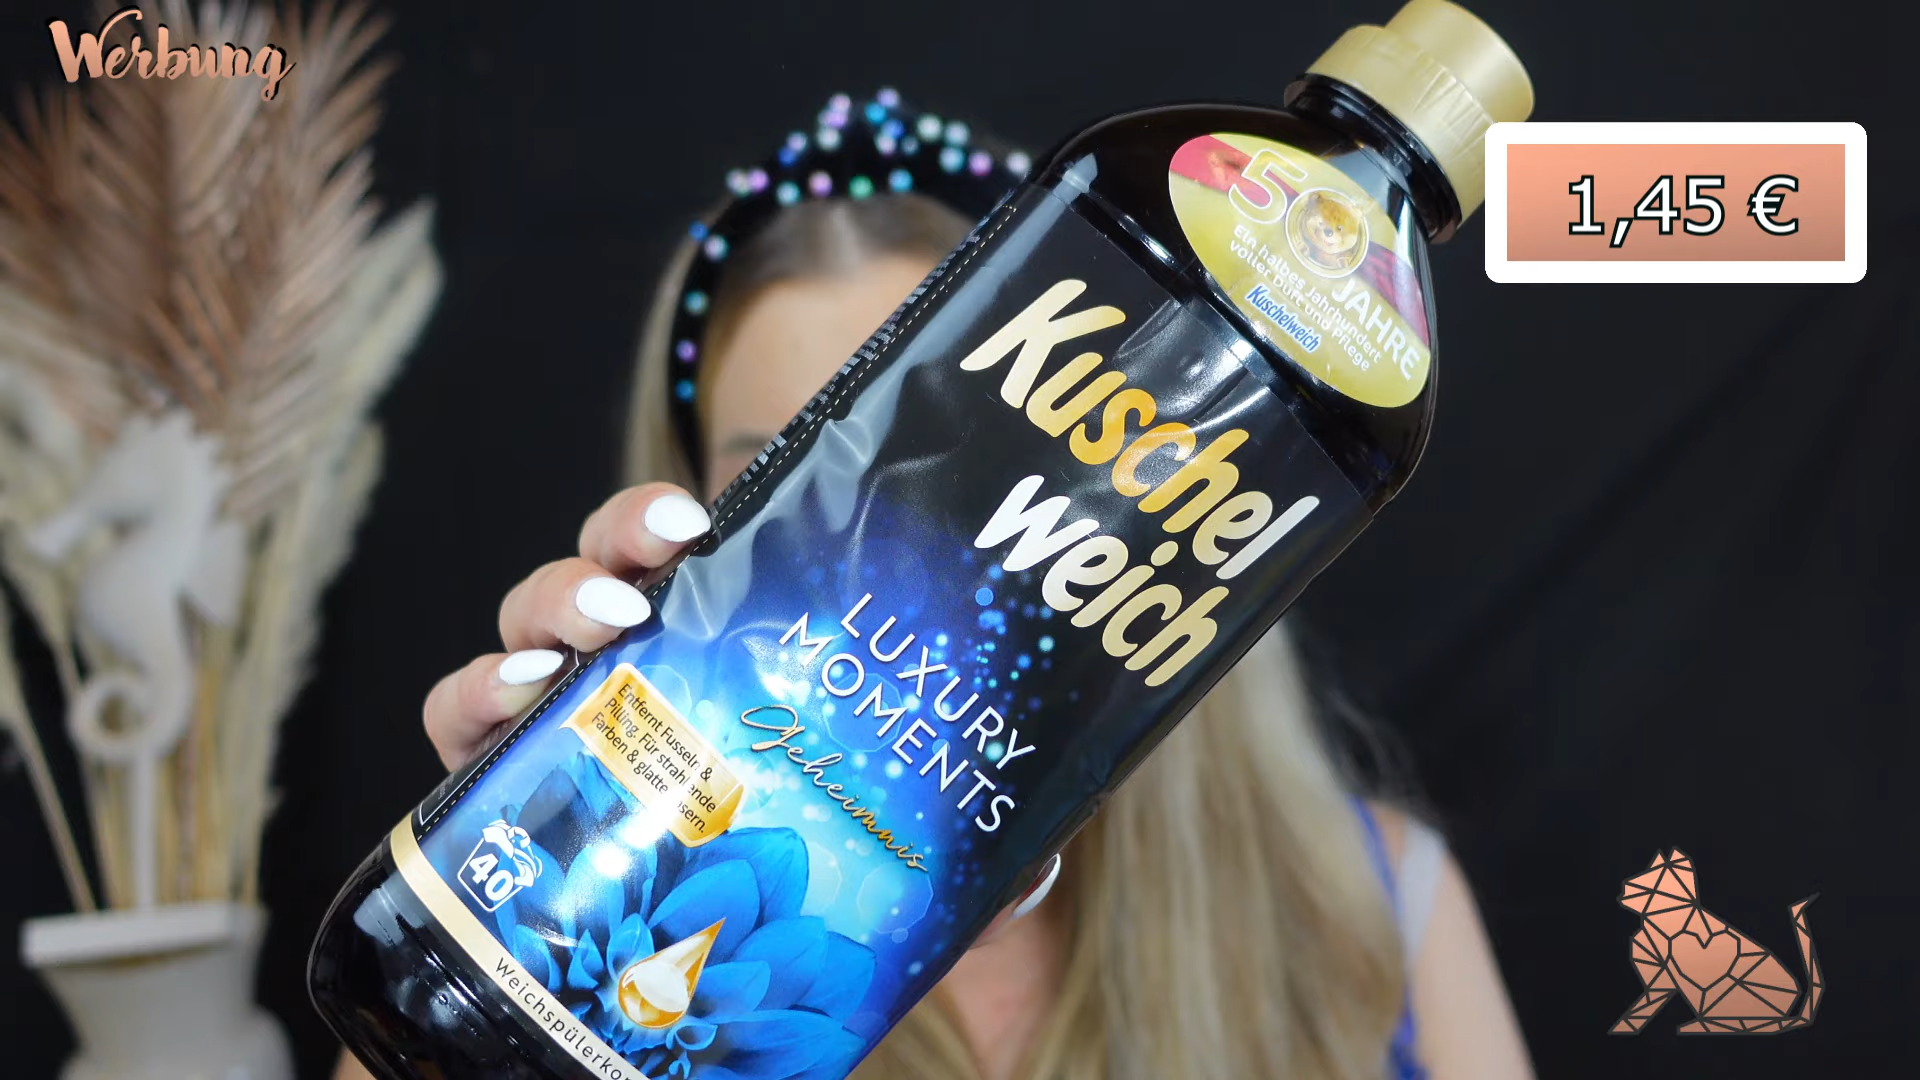 Werbung
1,45 €
50 JAHRE
Ein halbes Jahrhundert
voller Duft und Pflege
Kuschelweich
Kuschel
weich
LUXURY
MOMENTS
Geheimnis
Entfernt Fusseln &
Pilling. Für strahlende
Farben & glatte
40